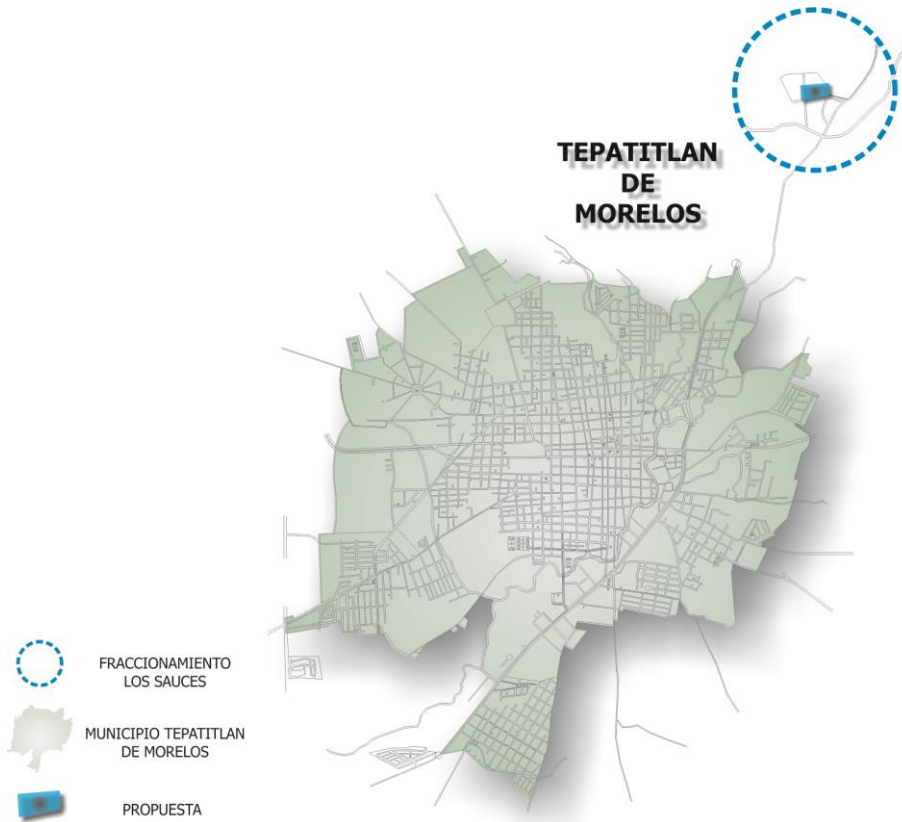 TEPATITLAN
DE
MORELOS
FRACCIONAMIENTO
LOS SAUCES
MUNICIPIO TEPATITLAN
DE MORELOS
PROPUESTA